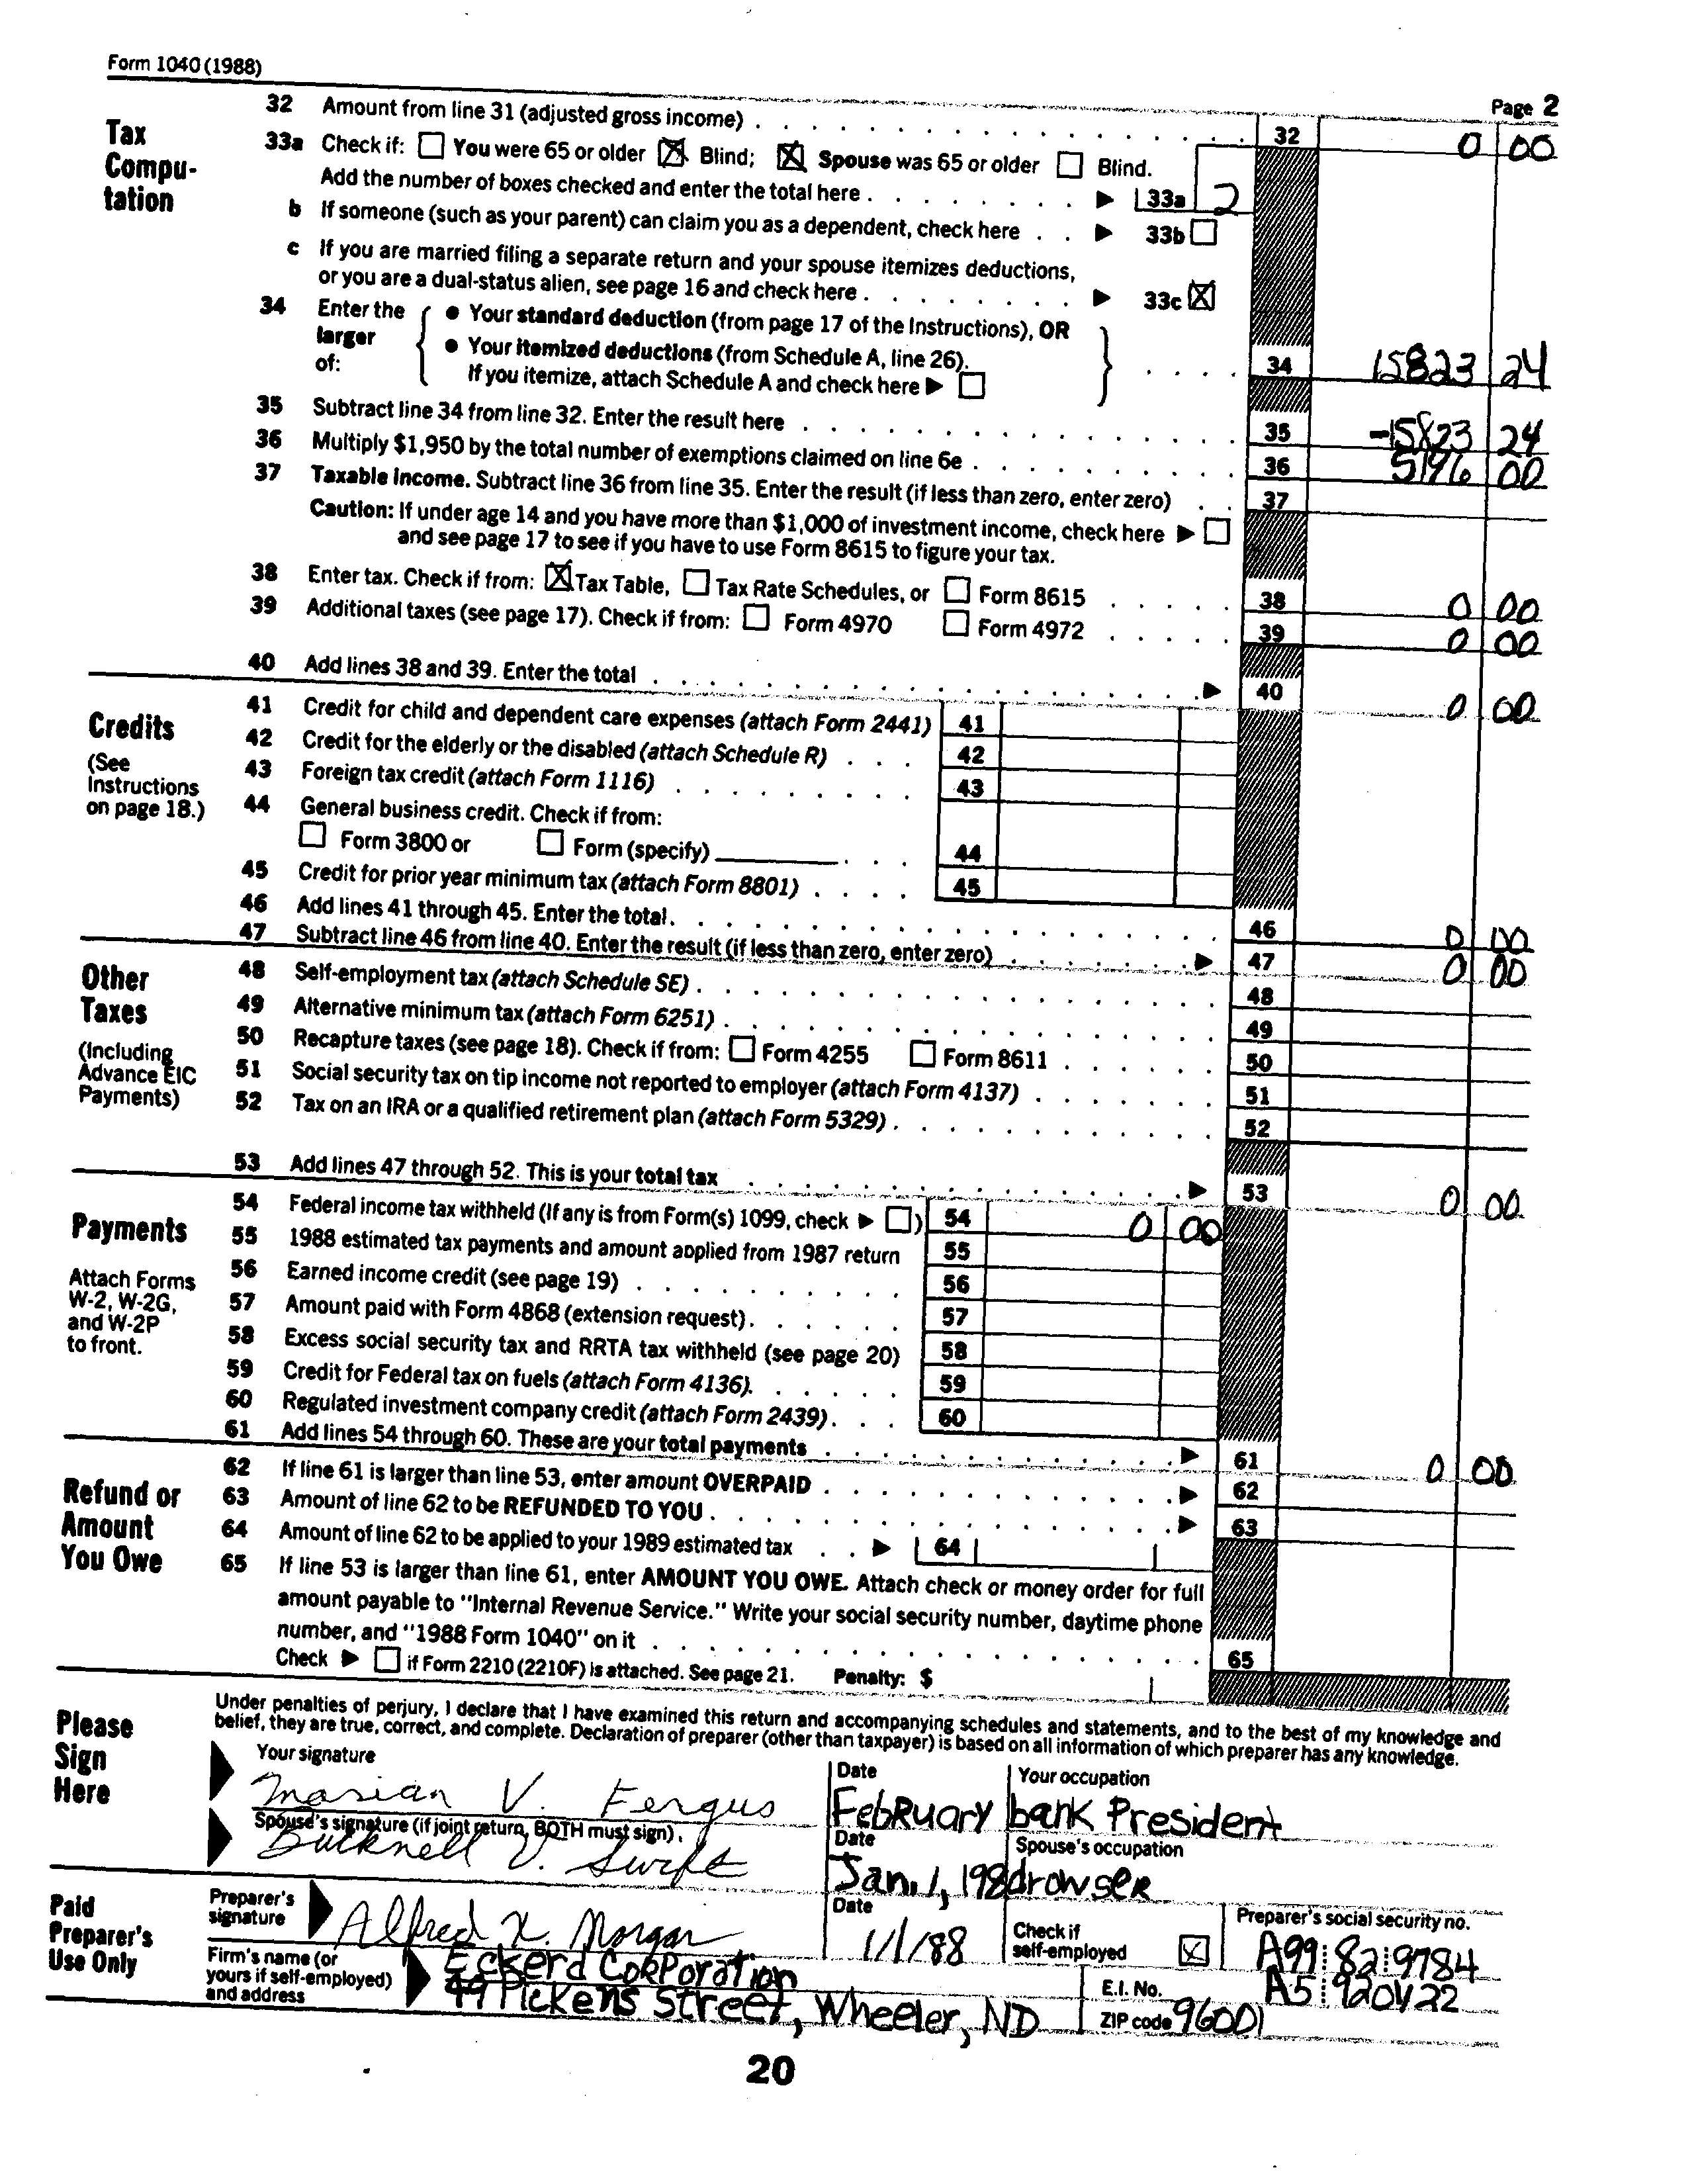 Form 1040 (1988)
Page 2
Tax Computation
32 Amount from line 31 (adjusted gross income) 32 0 00
33a Check if: ☐ You were 65 or older ☒ Blind; ☒ Spouse was 65 or older ☐ Blind.
Add the number of boxes checked and enter the total here ▶ 33a 2
b If someone (such as your parent) can claim you as a dependent, check here ▶ 33b ☐
c If you are married filing a separate return and your spouse itemizes deductions,
or you are a dual-status alien, see page 16 and check here ▶ 33c ☒
34 Enter the larger of: ● Your standard deduction (from page 17 of the Instructions), OR
● Your itemized deductions (from Schedule A, line 26).
If you itemize, attach Schedule A and check here ▶ ☐ 34 15823 24
35 Subtract line 34 from line 32. Enter the result here 35 -15823 24
36 Multiply $1,950 by the total number of exemptions claimed on line 6e 36 5196 00
37 Taxable income. Subtract line 36 from line 35. Enter the result (if less than zero, enter zero) 37
Caution: If under age 14 and you have more than $1,000 of investment income, check here ▶ ☐
and see page 17 to see if you have to use Form 8615 to figure your tax.
38 Enter tax. Check if from: ☒ Tax Table, ☐ Tax Rate Schedules, or ☐ Form 8615 38 0 00
39 Additional taxes (see page 17). Check if from: ☐ Form 4970 ☐ Form 4972 39 0 00
40 Add lines 38 and 39. Enter the total ▶ 40 0 00
Credits
(See Instructions on page 18.)
41 Credit for child and dependent care expenses (attach Form 2441) 41
42 Credit for the elderly or the disabled (attach Schedule R) 42
43 Foreign tax credit (attach Form 1116) 43
44 General business credit. Check if from:
☐ Form 3800 or ☐ Form (specify) 44
45 Credit for prior year minimum tax (attach Form 8801) 45
46 Add lines 41 through 45. Enter the total 46 0 00
47 Subtract line 46 from line 40. Enter the result (if less than zero, enter zero) ▶ 47 0 00
Other Taxes
(Including Advance EIC Payments)
48 Self-employment tax (attach Schedule SE) 48
49 Alternative minimum tax (attach Form 6251) 49
50 Recapture taxes (see page 18). Check if from: ☐ Form 4255 ☐ Form 8611 50
51 Social security tax on tip income not reported to employer (attach Form 4137) 51
52 Tax on an IRA or a qualified retirement plan (attach Form 5329) 52
53 Add lines 47 through 52. This is your total tax ▶ 53 0 00
Payments
Attach Forms W-2, W-2G, and W-2P to front.
54 Federal income tax withheld (If any is from Form(s) 1099, check ▶ ☐) 54 0 00
55 1988 estimated tax payments and amount applied from 1987 return 55
56 Earned income credit (see page 19) 56
57 Amount paid with Form 4868 (extension request) 57
58 Excess social security tax and RRTA tax withheld (see page 20) 58
59 Credit for Federal tax on fuels (attach Form 4136) 59
60 Regulated investment company credit (attach Form 2439) 60
61 Add lines 54 through 60. These are your total payments ▶ 61 0 00
Refund or Amount You Owe
62 If line 61 is larger than line 53, enter amount OVERPAID ▶ 62
63 Amount of line 62 to be REFUNDED TO YOU ▶ 63
64 Amount of line 62 to be applied to your 1989 estimated tax ▶ 64
65 If line 53 is larger than line 61, enter AMOUNT YOU OWE. Attach check or money order for full
amount payable to "Internal Revenue Service." Write your social security number, daytime phone
number, and "1988 Form 1040" on it 65
Check ▶ ☐ if Form 2210 (2210F) is attached. See page 21. Penalty: $
Please Sign Here
Under penalties of perjury, I declare that I have examined this return and accompanying schedules and statements, and to the best of my knowledge and
belief, they are true, correct, and complete. Declaration of preparer (other than taxpayer) is based on all information of which preparer has any knowledge.
Your signature Date Your occupation
Marian V. Fergus February bank President
Spouse's signature (if joint return, BOTH must sign) Date Spouse's occupation
Bucknell V. Swift Jan. 1, 198 drowser
Paid Preparer's Use Only
Preparer's signature Date Check if self-employed ☒ Preparer's social security no.
Alfred X. Morgan 1/1/88 A99 82 9784
Firm's name (or yours if self-employed) and address
Eckerd Corporation E.I. No. A5 920422
49 Pickens Street, Wheeler, ND ZIP code 96001
20